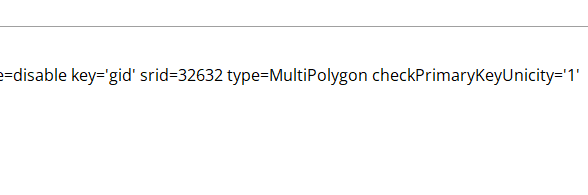 =disable key='gid' srid=32632 type=MultiPolygon checkPrimaryKeyUnicity='1'